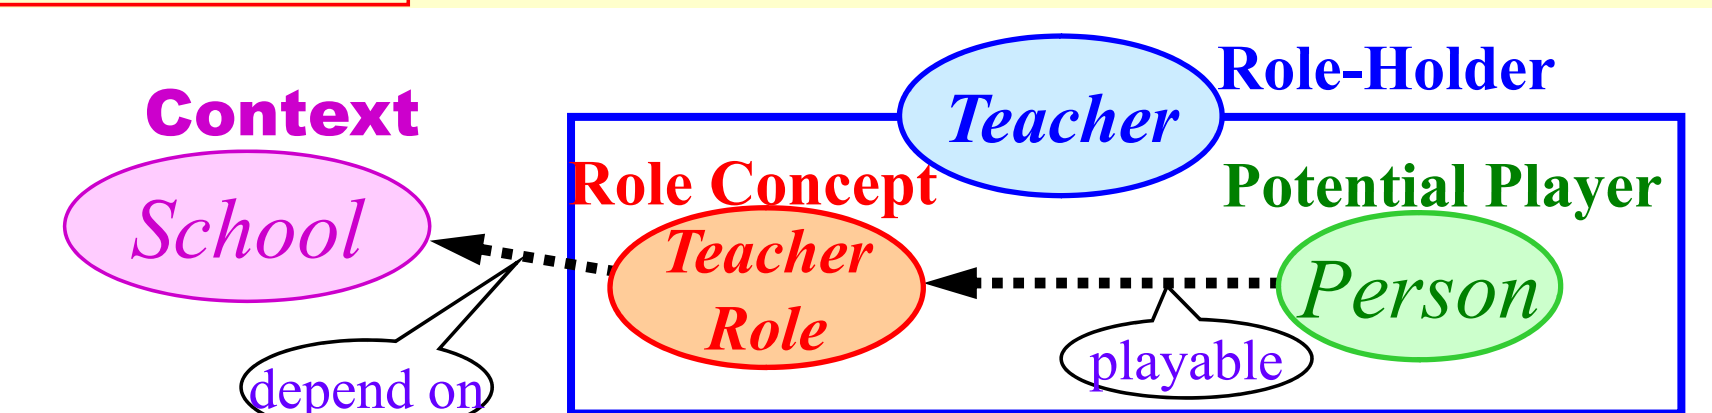 Role-Holder
Teacher
Context
Role Concept
Potential Player
School
Teacher
Role
Person
playable
depend on